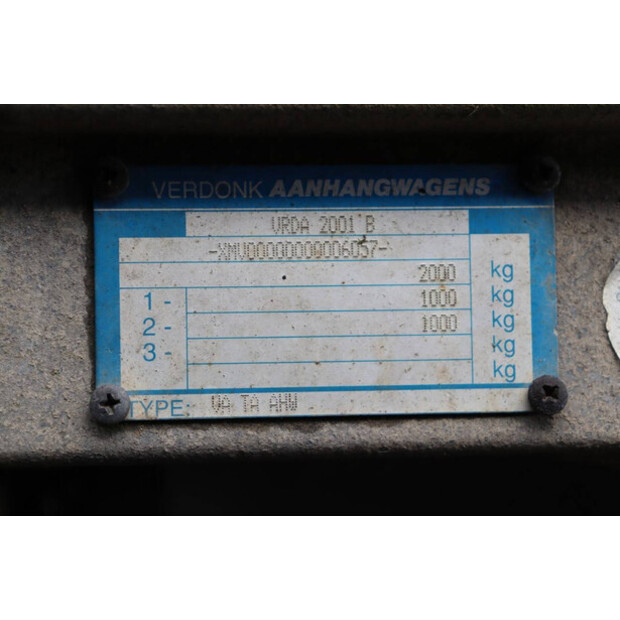 VERDONK AANHANGWAGENS
VRDA 2001 B
2000 kg
1 - 1000 kg
2 - 1000 kg
3 - kg
kg
TYPE: VA TA AHW